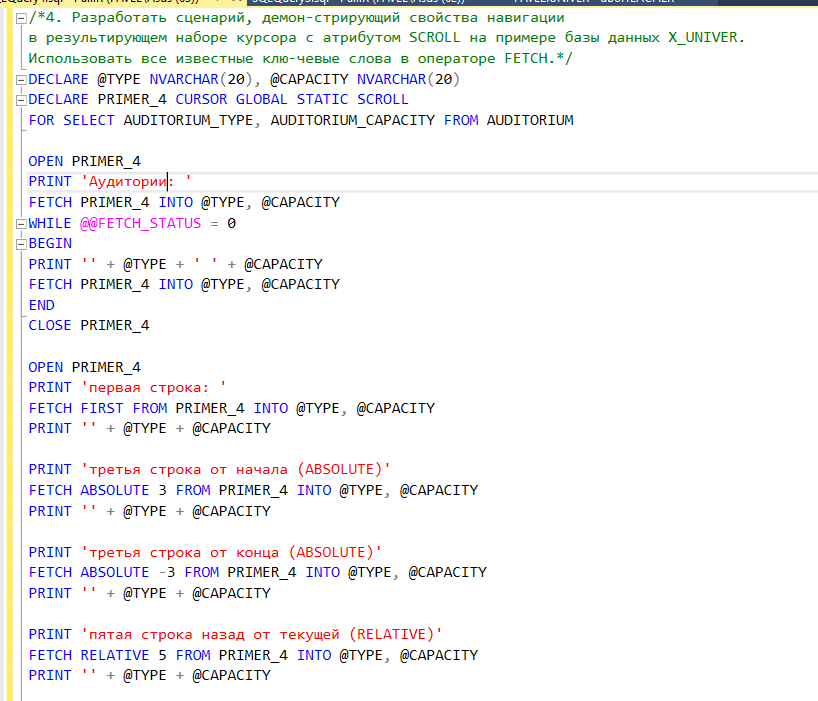 /*4. Разработать сценарий, демон-стрирующий свойства навигации
в результирующем наборе курсора с атрибутом SCROLL на примере базы данных X_UNIVER.
Использовать все известные клю-чевые слова в операторе FETCH.*/
DECLARE @TYPE NVARCHAR(20), @CAPACITY NVARCHAR(20)
DECLARE PRIMER_4 CURSOR GLOBAL STATIC SCROLL
FOR SELECT AUDITORIUM_TYPE, AUDITORIUM_CAPACITY FROM AUDITORIUM
OPEN PRIMER_4
PRINT 'Аудитории: '
FETCH PRIMER_4 INTO @TYPE, @CAPACITY
WHILE @@FETCH_STATUS = 0
BEGIN
PRINT '' + @TYPE + ' ' + @CAPACITY
FETCH PRIMER_4 INTO @TYPE, @CAPACITY
END
CLOSE PRIMER_4
OPEN PRIMER_4
PRINT 'первая строка: '
FETCH FIRST FROM PRIMER_4 INTO @TYPE, @CAPACITY
PRINT '' + @TYPE + @CAPACITY
PRINT 'третья строка от начала (ABSOLUTE)'
FETCH ABSOLUTE 3 FROM PRIMER_4 INTO @TYPE, @CAPACITY
PRINT '' + @TYPE + @CAPACITY
PRINT 'третья строка от конца (ABSOLUTE)'
FETCH ABSOLUTE -3 FROM PRIMER_4 INTO @TYPE, @CAPACITY
PRINT '' + @TYPE + @CAPACITY
PRINT 'пятая строка назад от текущей (RELATIVE)'
FETCH RELATIVE 5 FROM PRIMER_4 INTO @TYPE, @CAPACITY
PRINT '' + @TYPE + @CAPACITY